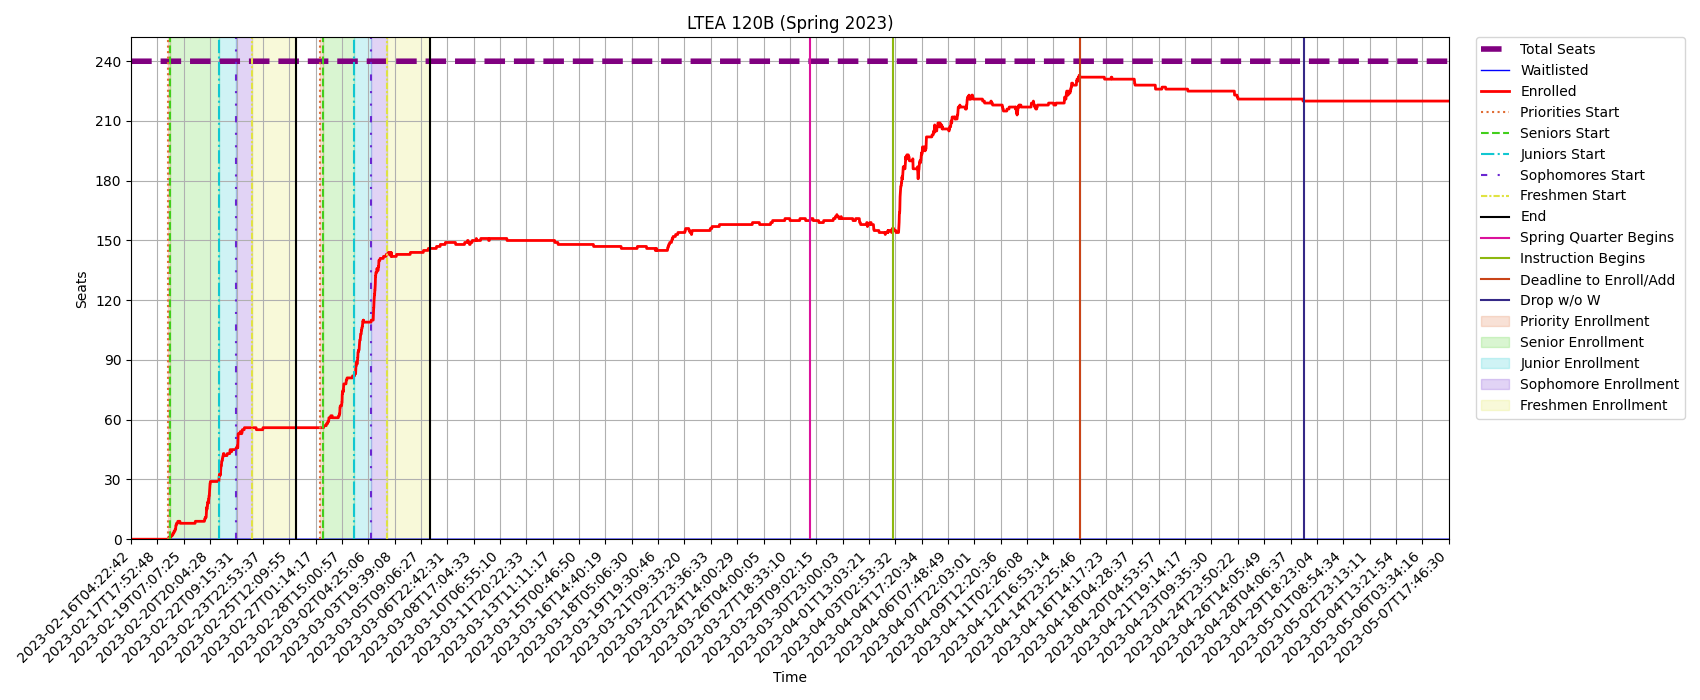 LTEA 120B (Spring 2023)
Seats
240
210
180
150
120
90
60
30
0
2023-02-16T04:22:42
2023-02-17T17:52:48
2023-02-19T07:07:25
2023-02-20T20:04:28
2023-02-22T09:15:31
2023-02-23T22:53:37
2023-02-25T12:09:55
2023-02-27T01:14:17
2023-02-28T15:00:57
2023-03-02T04:25:06
2023-03-03T19:39:08
2023-03-05T09:06:27
2023-03-06T22:42:31
2023-03-08T17:04:33
2023-03-10T06:55:10
2023-03-11T20:22:33
2023-03-13T11:11:17
2023-03-15T00:46:50
2023-03-16T14:40:19
2023-03-18T05:06:30
2023-03-19T19:30:46
2023-03-21T09:33:20
2023-03-22T23:36:33
2023-03-24T14:00:29
2023-03-26T04:00:05
2023-03-27T18:33:10
2023-03-29T09:02:15
2023-03-30T23:00:03
2023-04-01T13:03:21
2023-04-03T02:53:32
2023-04-04T17:20:34
2023-04-06T07:48:49
2023-04-07T22:03:01
2023-04-09T12:20:36
2023-04-11T02:26:08
2023-04-12T16:53:14
2023-04-14T23:25:46
2023-04-16T14:17:23
2023-04-18T04:28:37
2023-04-20T04:53:57
2023-04-21T19:14:17
2023-04-23T09:35:30
2023-04-24T23:50:22
2023-04-26T14:05:49
2023-04-28T04:06:37
2023-04-29T18:23:04
2023-05-01T08:54:34
2023-05-02T23:13:11
2023-05-04T13:21:54
2023-05-06T03:34:16
2023-05-07T17:46:30
Time
Total Seats
Waitlisted
Enrolled
Priorities Start
Seniors Start
Juniors Start
Sophomores Start
Freshmen Start
End
Spring Quarter Begins
Instruction Begins
Deadline to Enroll/Add
Drop w/o W
Priority Enrollment
Senior Enrollment
Junior Enrollment
Sophomore Enrollment
Freshmen Enrollment